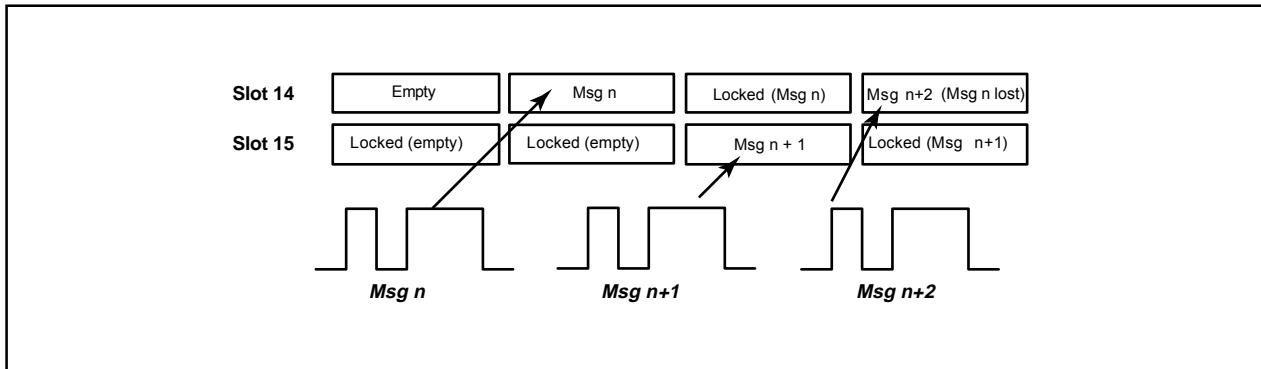 Slot 14 Empty Msg n Locked (Msg n) Msg n+2 (Msg n lost)
Slot 15 Locked (empty) Locked (empty) Msg n + 1 Locked (Msg n+1)
Msg n Msg n+1 Msg n+2